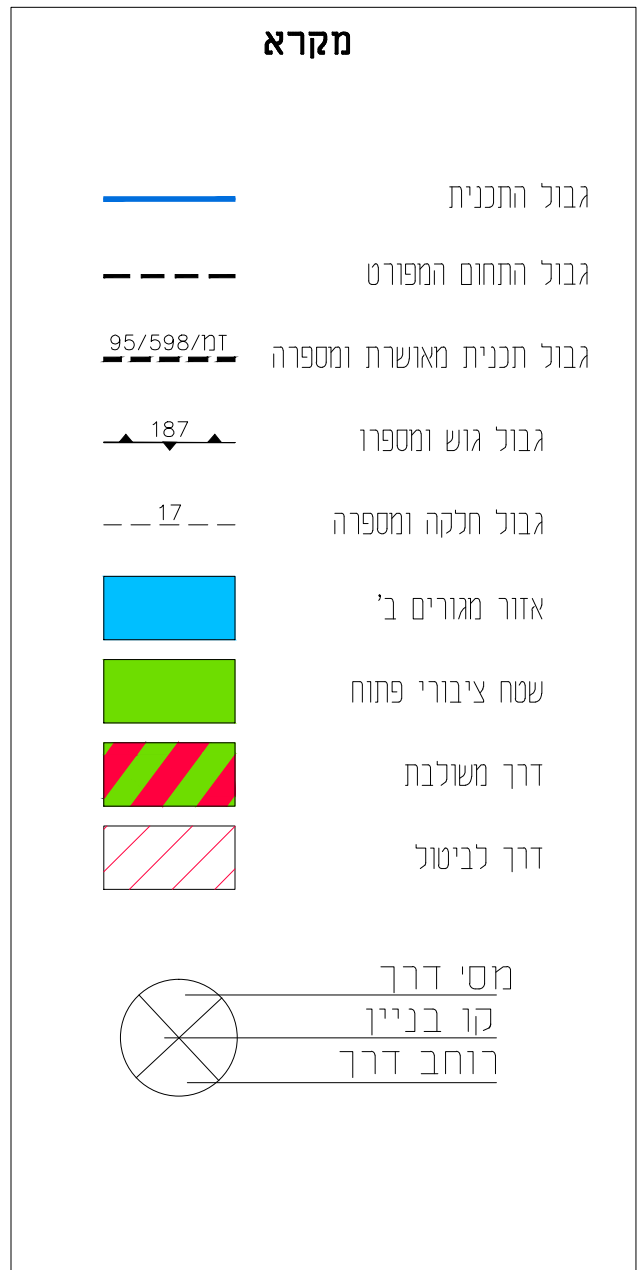 מקרא
גבול התכנית
גבול התחום המפורט
גבול תכנית מאושרת ומספרה
זמ/95/598
גבול גוש ומספרו
187
גבול חלקה ומספרה
17
אזור מגורים ב'
שטח ציבורי פתוח
דרך משולבת
דרך לביטול
מסי דרך
קו בניין
רוחב דרך